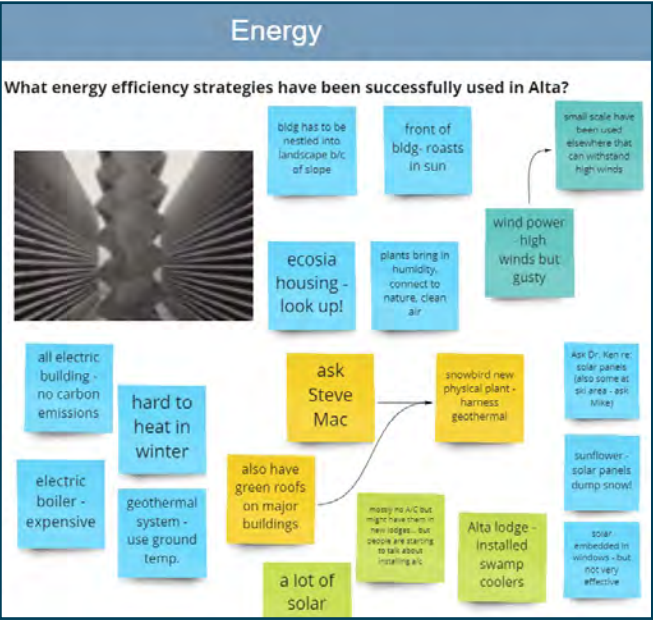 Energy
What energy efficiency strategies have been successfully used in Alta?
bldg has to be
nestled into
landscape b/c
of slope
front of
bldg- roasts
in sun
small scale have
been used
elsewhere that
can withstand
high winds
wind power
- high
winds but
gusty
ecosia
housing -
look up!
plants bring in
humidity,
connect to
nature, clean
air
all electric
building -
no carbon
emissions
hard to
heat in
winter
ask
Steve
Mac
snowbird new
physical plant -
harness
geothermal
Ask Dr. Ken re:
solar panels
(also some at
ski area - ask
Mike)
electric
boiler -
expensive
geothermal
system -
use ground
temp.
also have
green roofs
on major
buildings
mostly no A/C but
might have them in
new lodges... but
people are starting
to talk about
installing a/c
Alta lodge -
installed
swamp
coolers
sunflower -
solar panels
dump snow!
solar
embedded in
windows - but
not very
effective
a lot of
solar